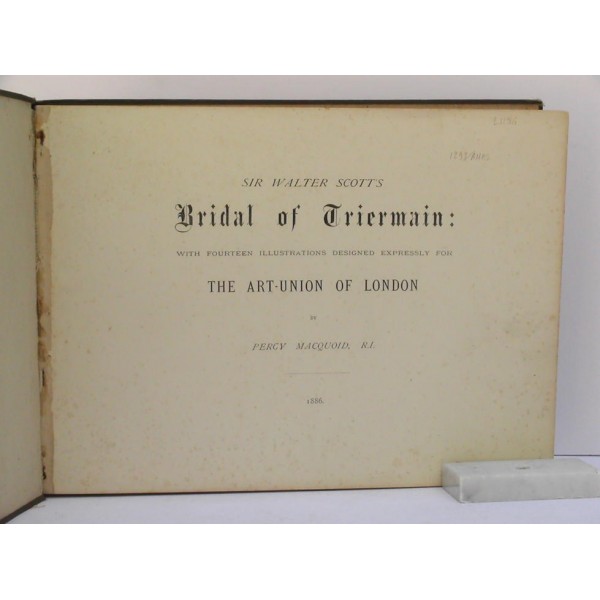 SIR WALTER SCOTT'S
Bridal of Triermain:
WITH FOURTEEN ILLUSTRATIONS DESIGNED EXPRESSLY FOR
THE ART-UNION OF LONDON
BY
PERCY MACQUOID, R.I.
1886.